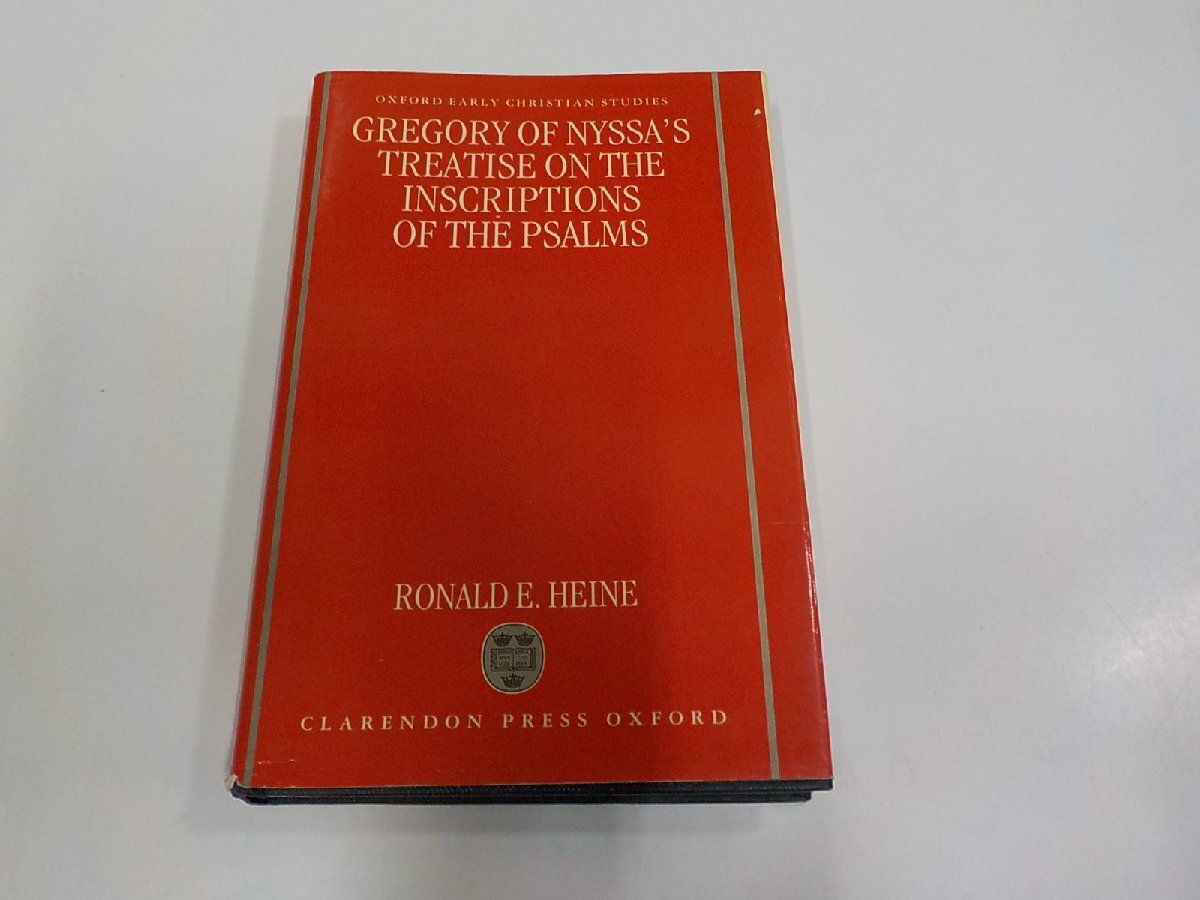 OXFORD EARLY CHRISTIAN STUDIES
GREGORY OF NYSSA'S
TREATISE ON THE
INSCRIPTIONS
OF THE PSALMS
RONALD E. HEINE
CLARENDON PRESS OXFORD